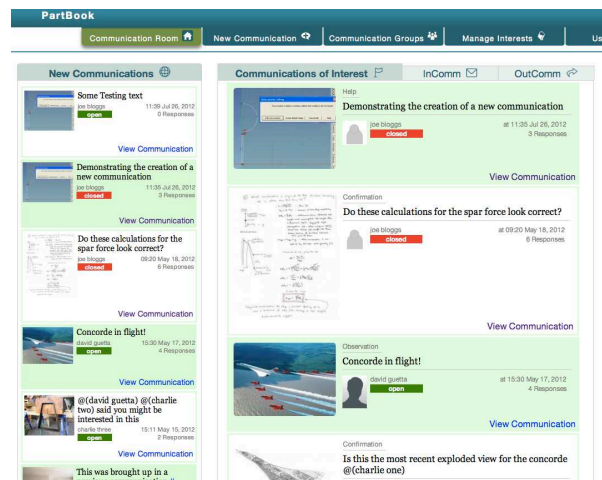 PartBook
Communication Room
New Communication
Communication Groups
Manage Interests
Us
New Communications
Some Testing text
joe bloggs
11:39 Jul 26, 2012
open
0 Responses
View Communication
Demonstrating the creation of a
new communication
joe bloggs
11:35 Jul 26, 2012
closed
3 Responses
View Communication
Do these calculations for the
spar force look correct?
joe bloggs
09:20 May 18, 2012
closed
6 Responses
View Communication
Concorde in flight!
david guetta
15:30 May 17, 2012
open
4 Responses
View Communication
@(david guetta) @(charlie
two) said you might be
interested in this
charlie three
15:11 May 15, 2012
open
2 Responses
View Communication
This was brought up in a
Communications of Interest
InComm
OutComm
Help
Demonstrating the creation of a new communication
joe bloggs
at 11:35 Jul 26, 2012
closed
3 Responses
View Communication
Confirmation
Do these calculations for the spar force look correct?
joe bloggs
at 09:20 May 18, 2012
closed
6 Responses
View Communication
Observation
Concorde in flight!
david guetta
at 15:30 May 17, 2012
open
4 Responses
View Communication
Confirmation
Is this the most recent exploded view for the concorde
@(charlie one)